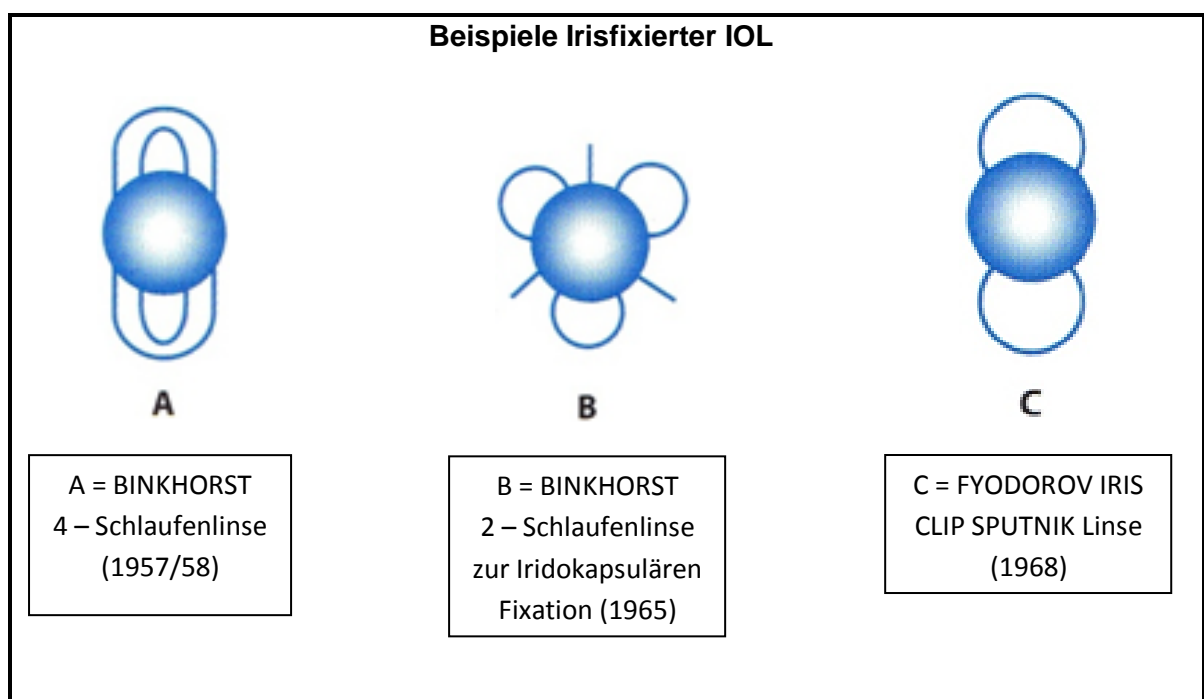 Beispiele Irisfixierter IOL
A
B
C
A = BINKHORST
4 – Schlaufenlinse
(1957/58)
B = BINKHORST
2 – Schlaufenlinse
zur Iridokapsulären
Fixation (1965)
C = FYODOROV IRIS
CLIP SPUTNIK Linse
(1968)